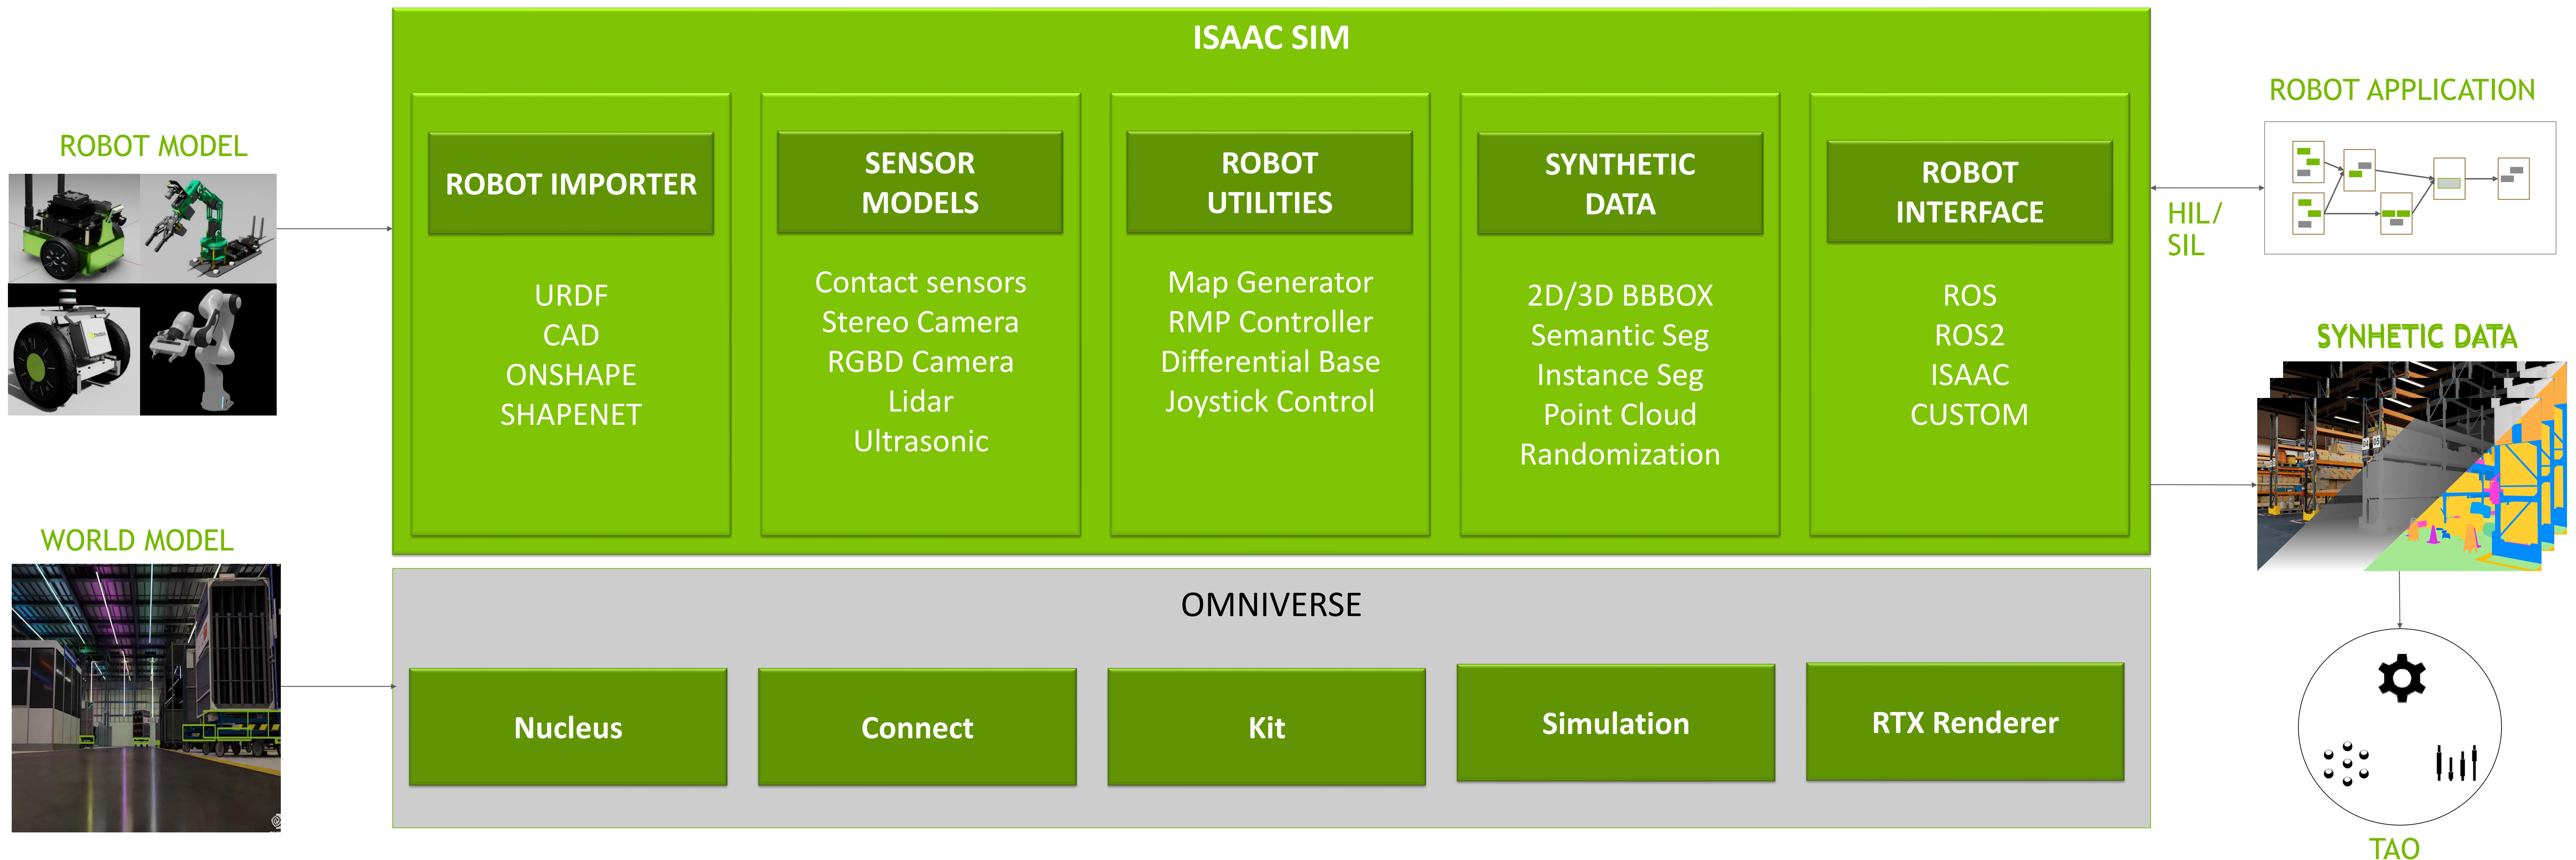 ISAAC SIM
ROBOT MODEL
ROBOT IMPORTER
URDF
CAD
ONSHAPE
SHAPENET
SENSOR
MODELS
Contact sensors
Stereo Camera
RGBD Camera
Lidar
Ultrasonic
ROBOT
UTILITIES
Map Generator
RMP Controller
Differential Base
Joystick Control
SYNTHETIC
DATA
2D/3D BBBOX
Semantic Seg
Instance Seg
Point Cloud
Randomization
ROBOT
INTERFACE
ROS
ROS2
ISAAC
CUSTOM
HIL/
SIL
ROBOT APPLICATION
SYNHETIC DATA
WORLD MODEL
OMNIVERSE
Nucleus
Connect
Kit
Simulation
RTX Renderer
TAO